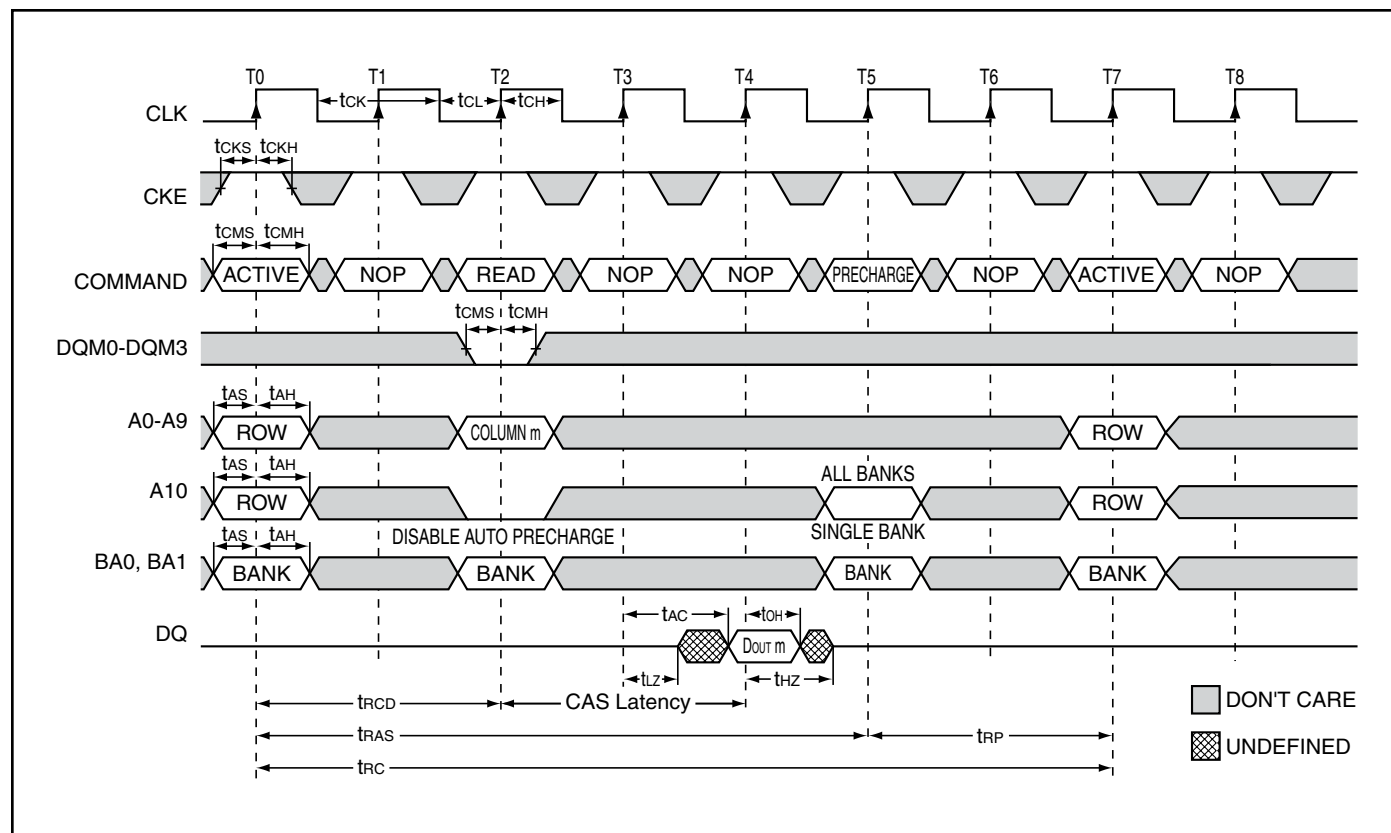 T0 T1 T2 T3 T4 T5 T6 T7 T8
tCK tCL tCH
CLK
tCKS tCKH
CKE
tCMS tCMH
COMMAND ACTIVE NOP READ NOP NOP PRECHARGE NOP ACTIVE NOP
tCMS tCMH
DQM0-DQM3
tAS tAH
A0-A9 ROW COLUMN m ROW
tAS tAH ALL BANKS
A10 ROW ROW
DISABLE AUTO PRECHARGE SINGLE BANK
tAS tAH
BA0, BA1 BANK BANK BANK BANK
tAC tOH
DQ DOUT m
tLZ tHZ
tRCD CAS Latency
DON'T CARE
tRAS tRP
UNDEFINED
tRC